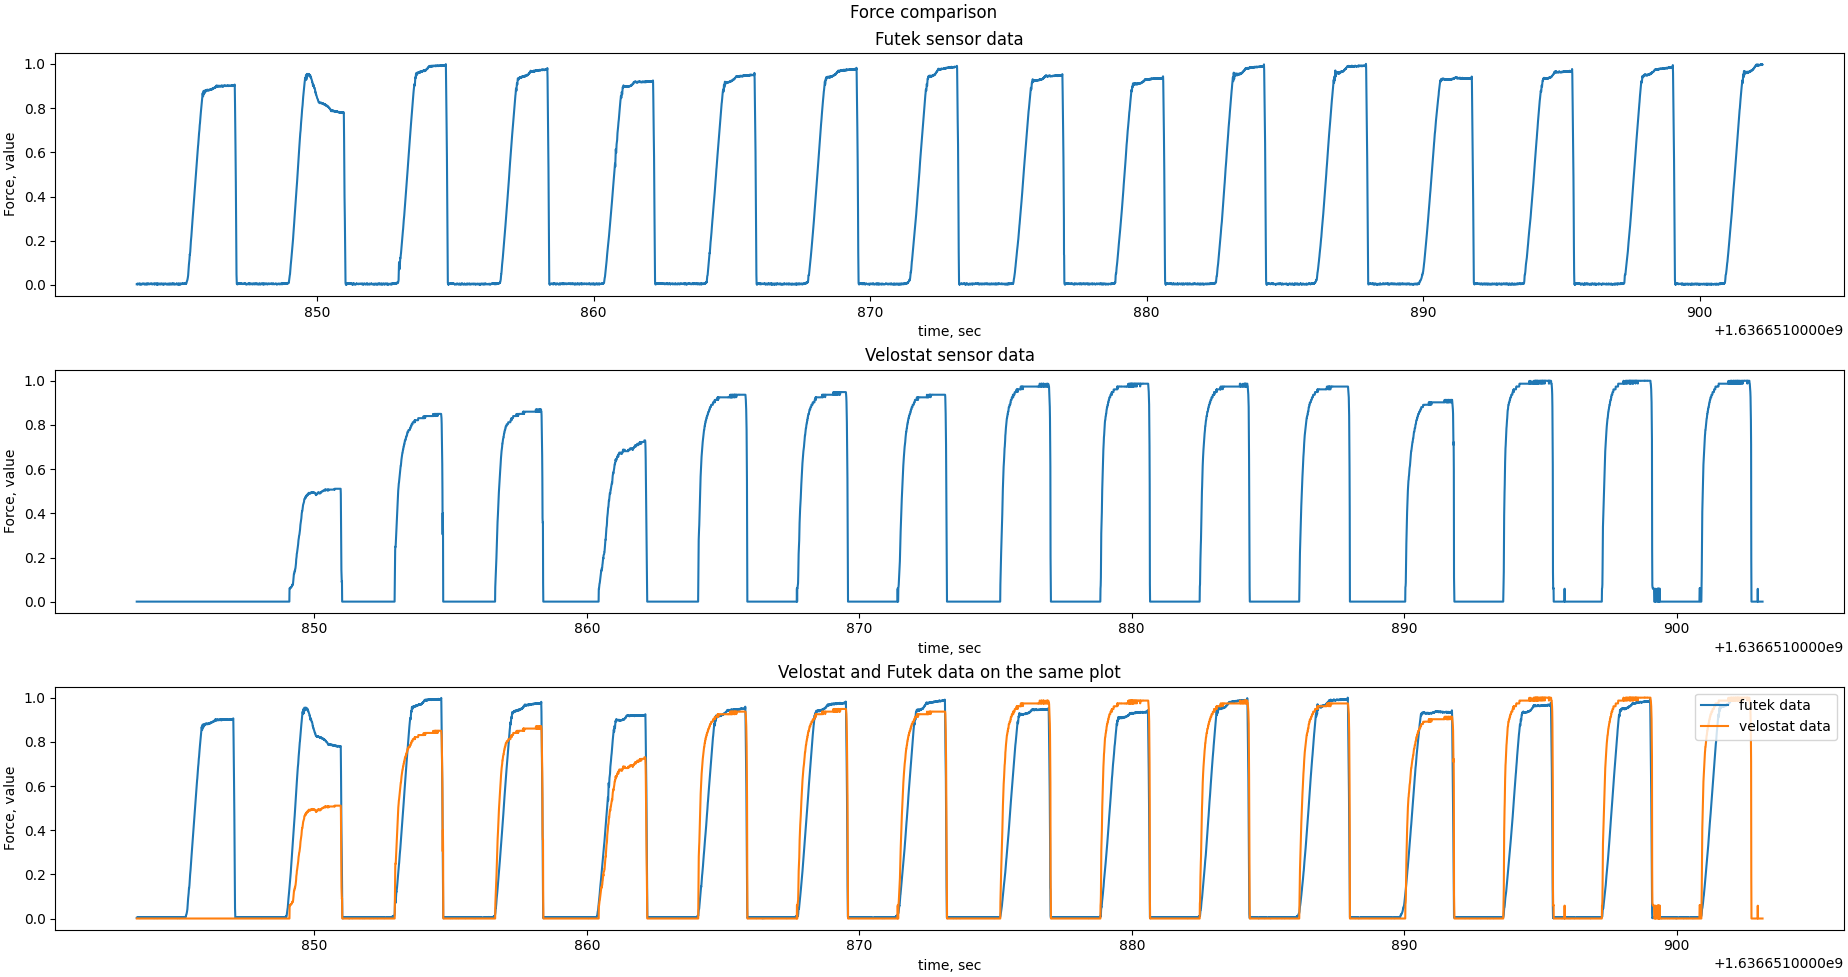 Force comparison
Futek sensor data
Force, value
1.0
0.8
0.6
0.4
0.2
0.0
850 860 870 880 890 900
time, sec
+1.6366510000e9
Velostat sensor data
Force, value
1.0
0.8
0.6
0.4
0.2
0.0
850 860 870 880 890 900
time, sec
+1.6366510000e9
Velostat and Futek data on the same plot
Force, value
1.0
0.8
0.6
0.4
0.2
0.0
futek data
velostat data
850 860 870 880 890 900
time, sec
+1.6366510000e9